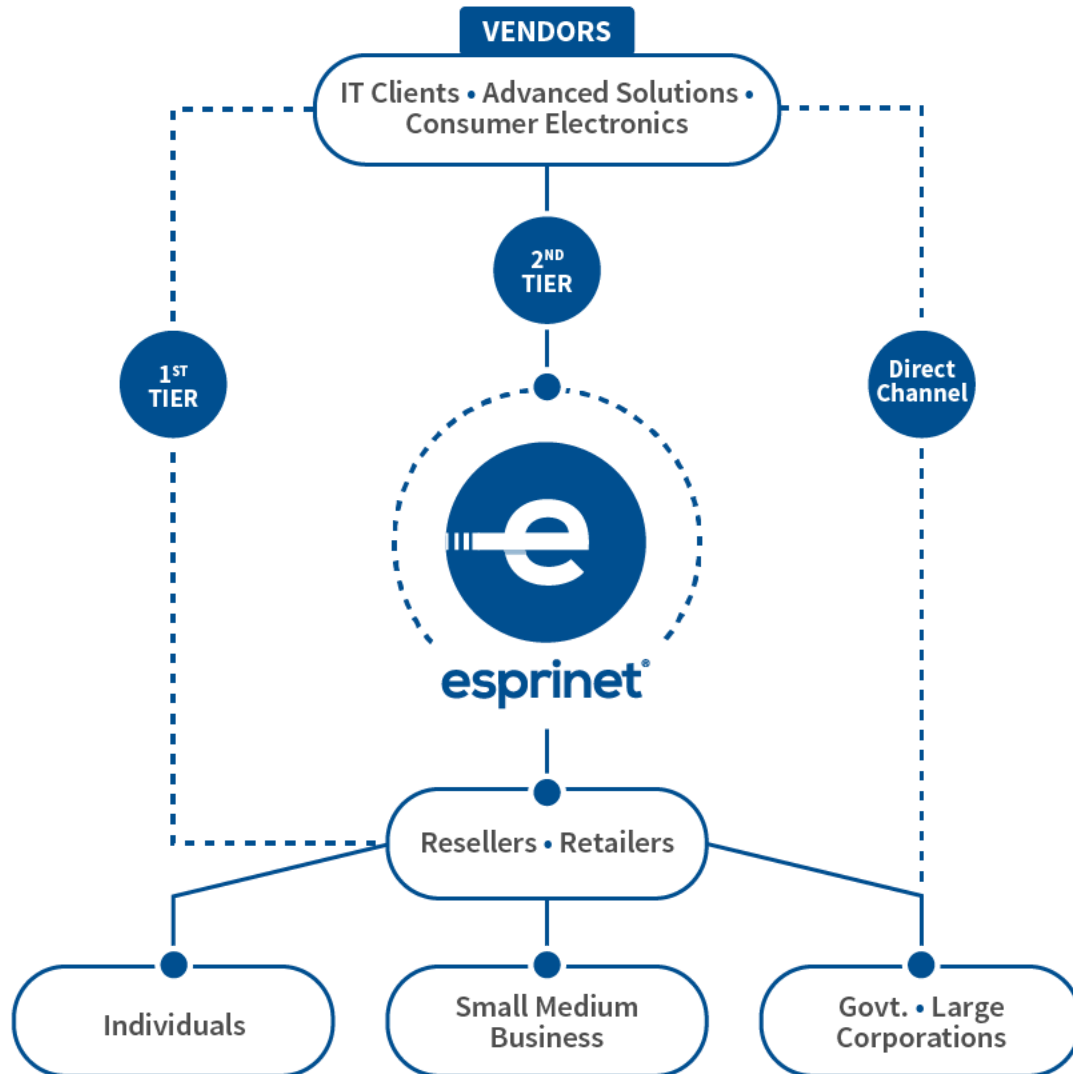 VENDORS
IT Clients • Advanced Solutions •
Consumer Electronics
2ND
TIER
1ST
TIER
Direct
Channel
e
esprinet®
Resellers • Retailers
Individuals
Small Medium
Business
Govt. • Large
Corporations